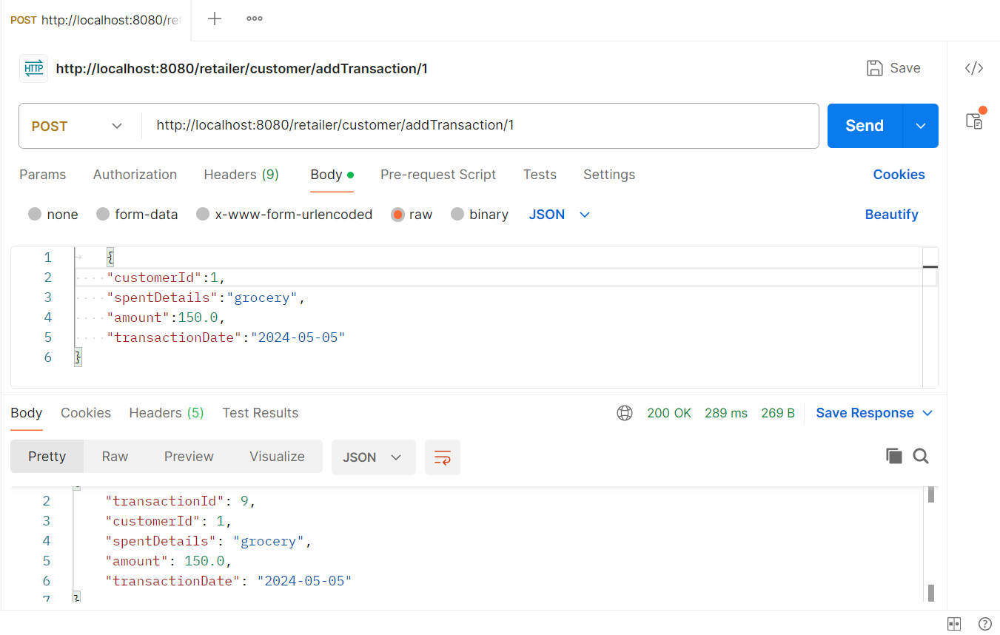 POST http://localhost:8080/ret
HTTP http://localhost:8080/retailer/customer/addTransaction/1 Save
POST http://localhost:8080/retailer/customer/addTransaction/1 Send
Params Authorization Headers (9) Body Pre-request Script Tests Settings Cookies
none form-data x-www-form-urlencoded raw binary JSON Beautify
1 {
2 "customerId":1,
3 "spentDetails":"grocery",
4 "amount":150.0,
5 "transactionDate":"2024-05-05"
6 }
Body Cookies Headers (5) Test Results 200 OK 289 ms 269 B Save Response
Pretty Raw Preview Visualize JSON
2 "transactionId": 9,
3 "customerId": 1,
4 "spentDetails": "grocery",
5 "amount": 150.0,
6 "transactionDate": "2024-05-05"
7 }